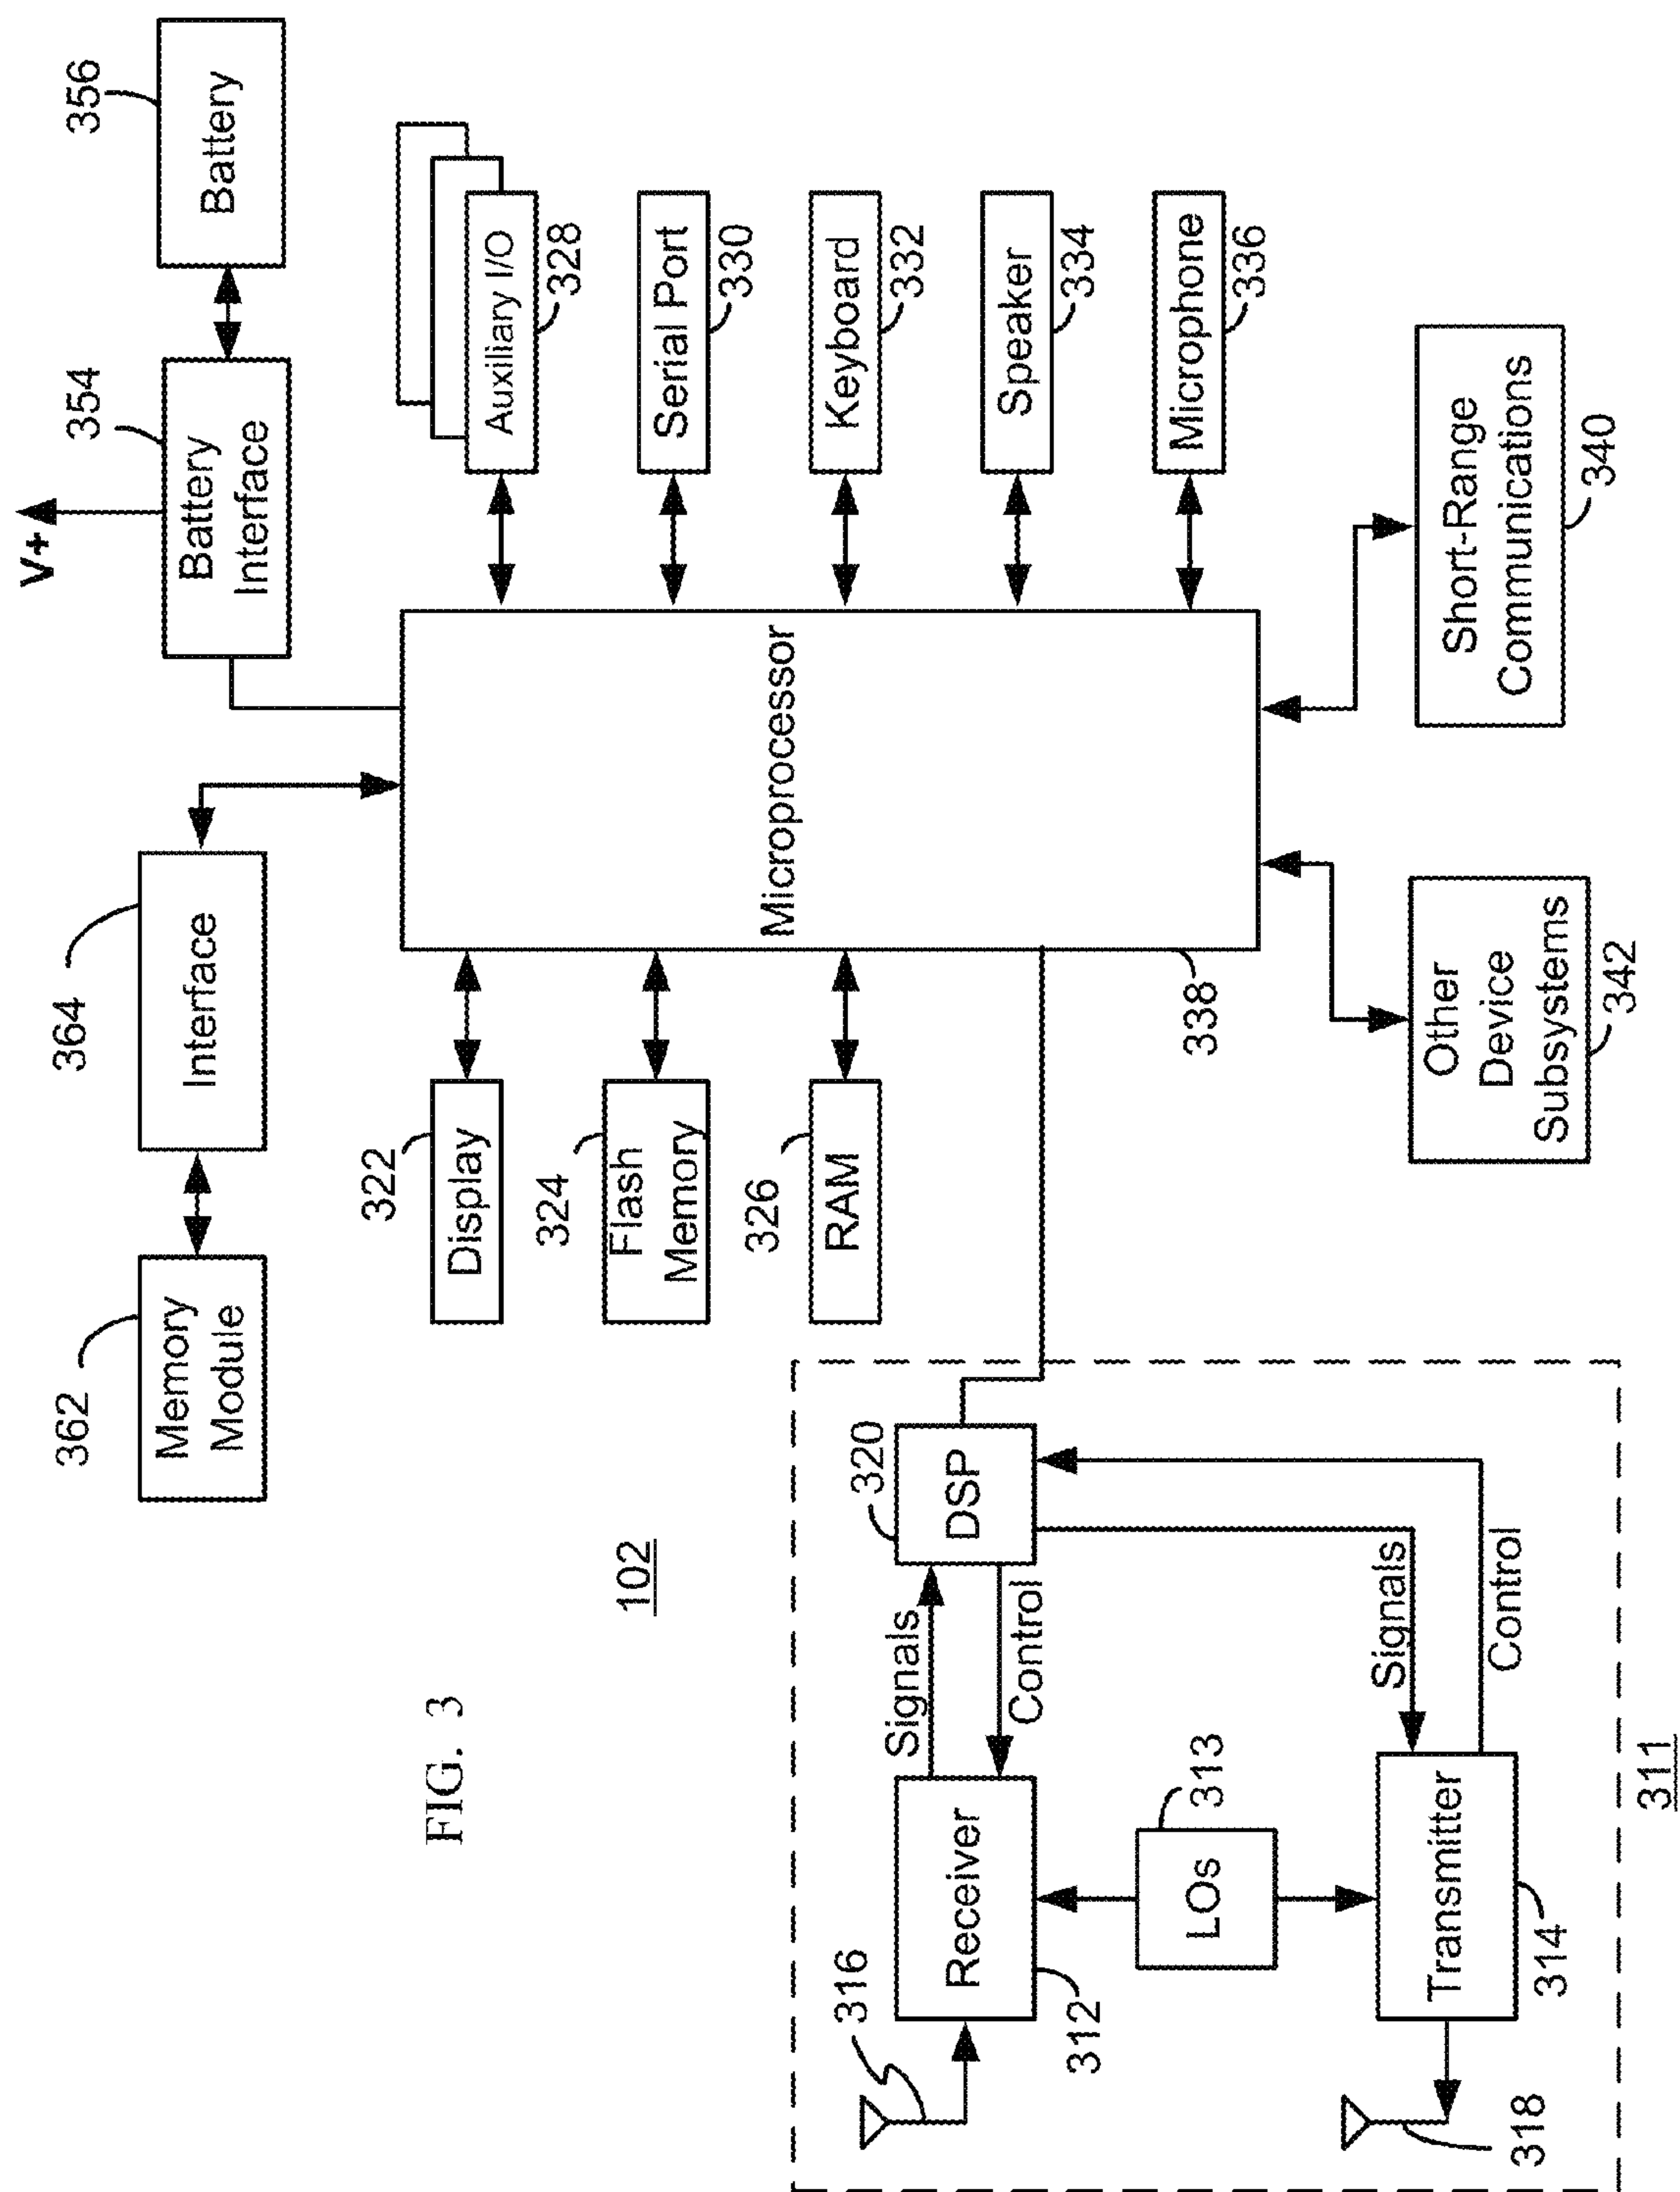 FIG. 3
102
362
Memory
Module
364
Interface
V+
354
Battery
Interface
356
Battery
322
Display
324
Flash
Memory
326
RAM
Microprocessor
338
Auxiliary I/O
328
Serial Port
330
Keyboard
332
Speaker
334
Microphone
336
Short-Range
Communications
340
Other
Device
Subsystems
342
316
Receiver
312
Signals
Control
320
DSP
LOs
313
Signals
Control
Transmitter
314
318
311